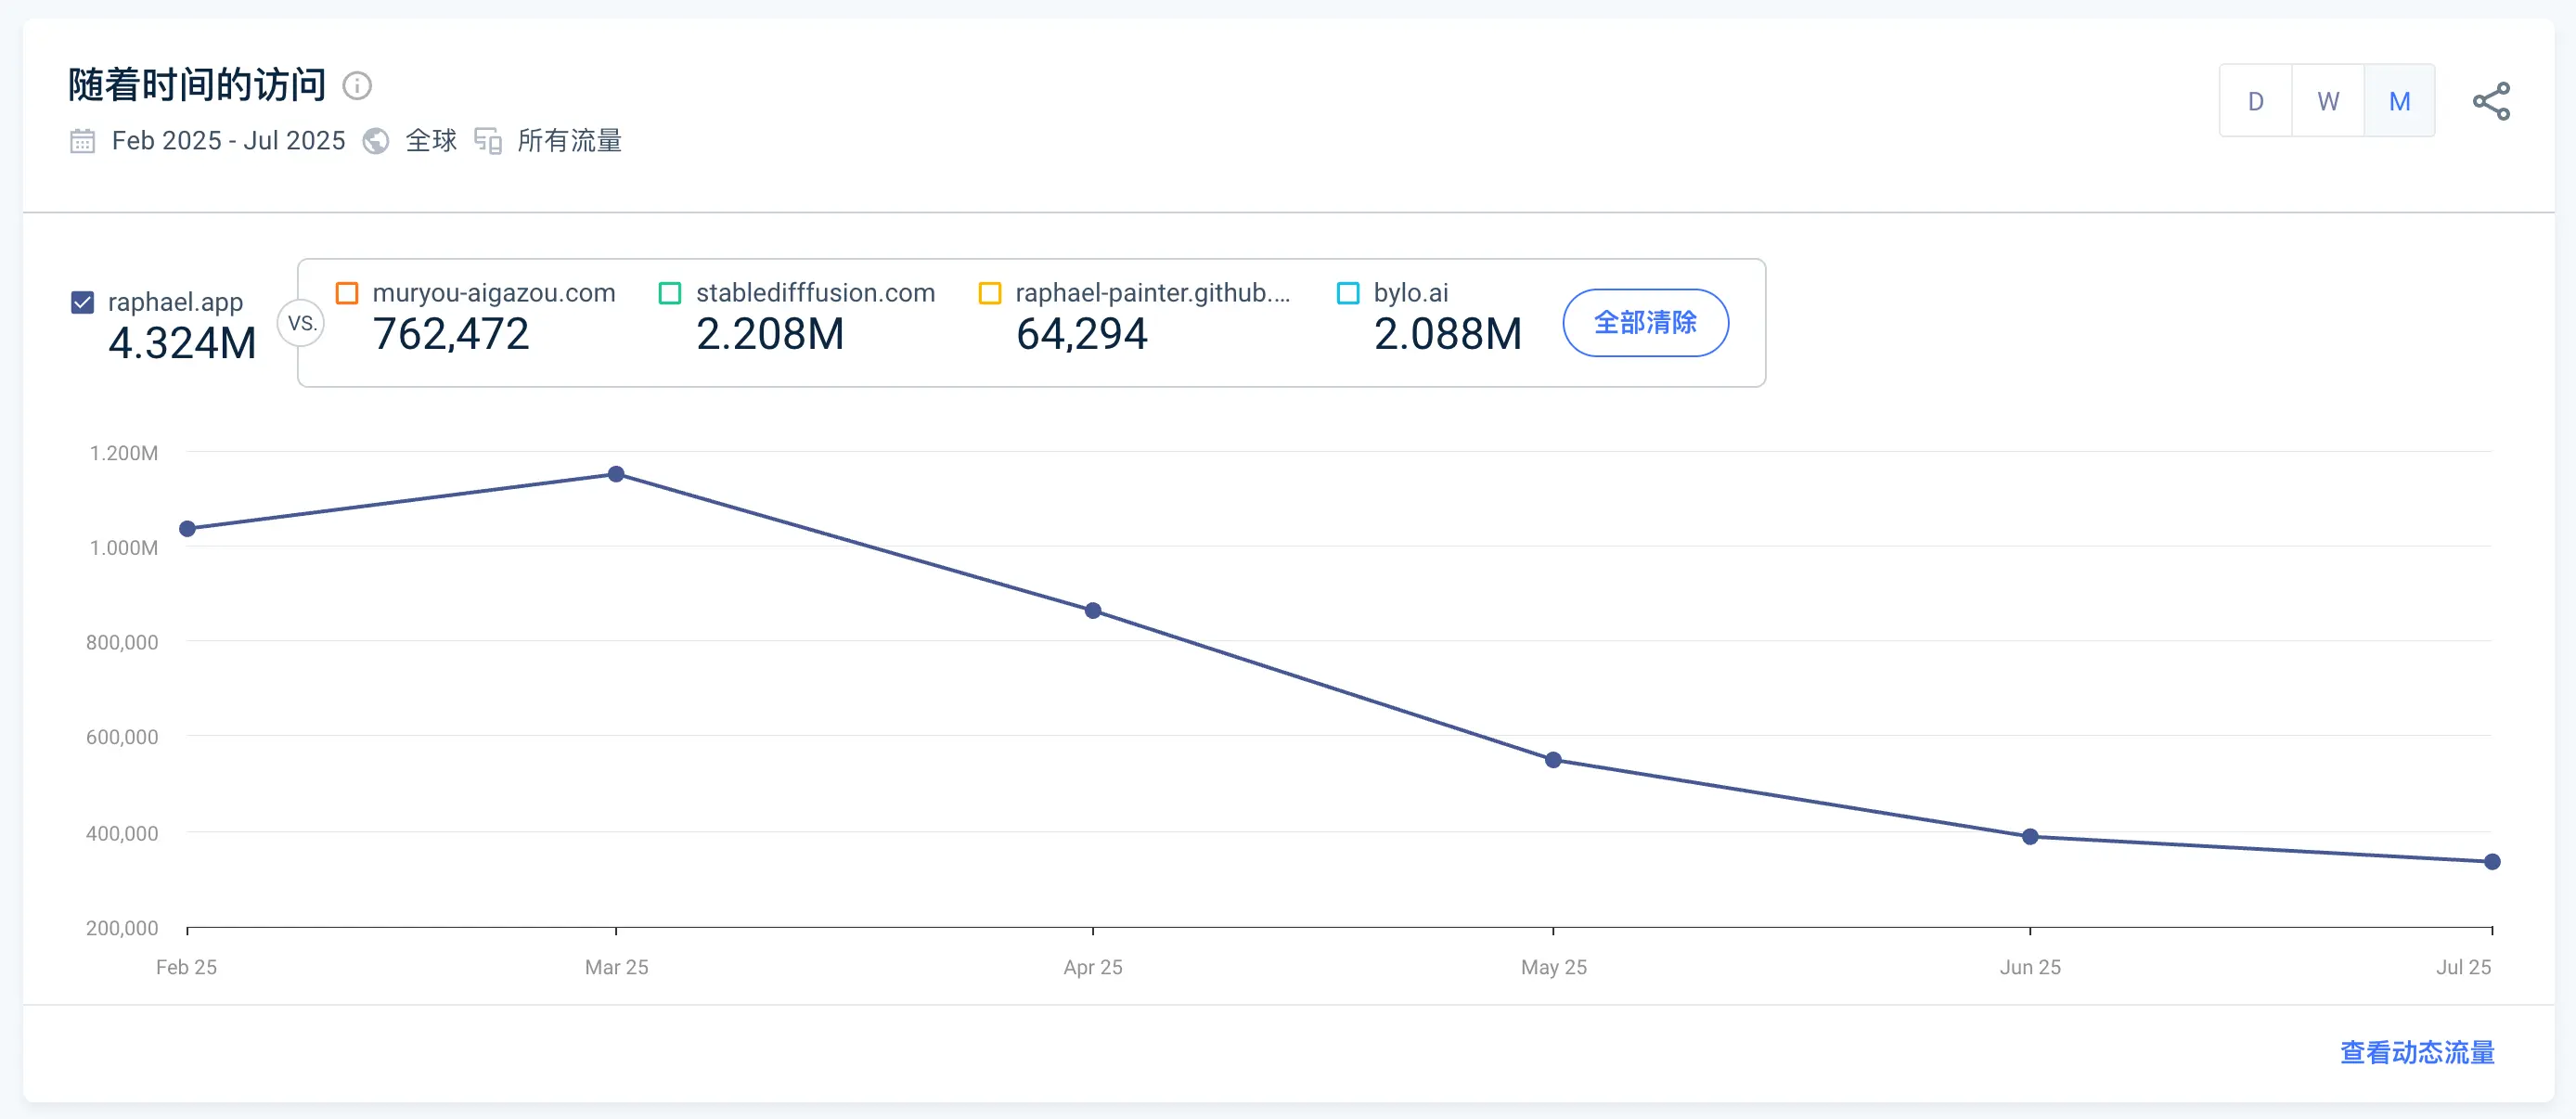 随着时间的访问
Feb 2025 - Jul 2025 全球 所有流量
D W M
raphael.app
4.324M
VS.
muryou-aigazou.com
762,472
stabledifffusion.com
2.208M
raphael-painter.github....
64,294
bylo.ai
2.088M
全部清除
1.200M
1.000M
800,000
600,000
400,000
200,000
Feb 25 Mar 25 Apr 25 May 25 Jun 25 Jul 25
查看动态流量